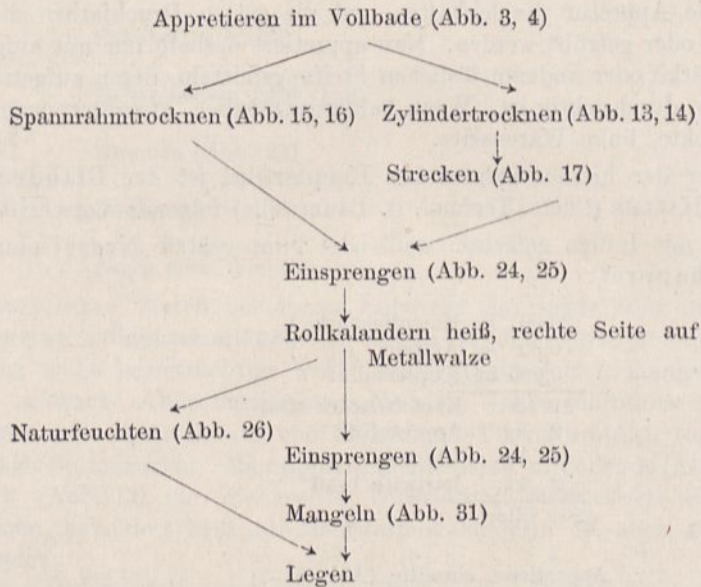 Appretieren im Vollbade (Abb. 3, 4)
Spannrahmtrocknen (Abb. 15, 16) Zylindertrocknen (Abb. 13, 14)
Strecken (Abb. 17)
Einsprengen (Abb. 24, 25)
Rollkalandern heiß, rechte Seite auf
Metallwalze
Naturfeuchten (Abb. 26)
Einsprengen (Abb. 24, 25)
Mangeln (Abb. 31)
Legen